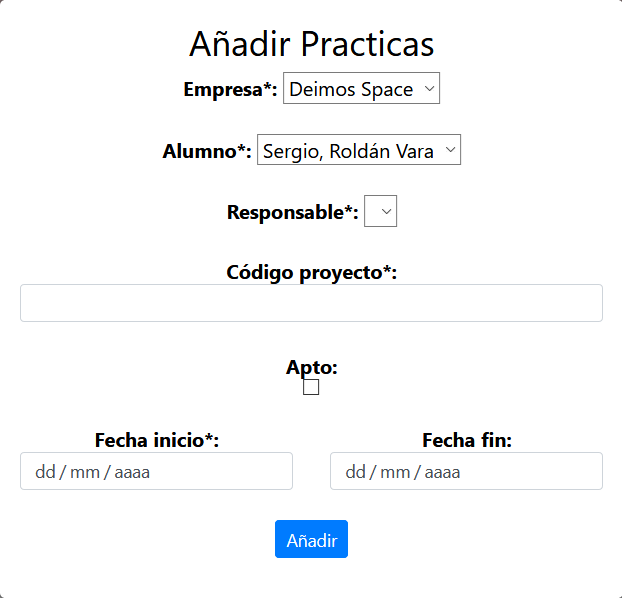 Añadir Practicas
Empresa*: Deimos Space
Alumno*: Sergio, Roldán Vara
Responsable*:
Código proyecto*:
Apto:
Fecha inicio*: Fecha fin:
dd / mm / aaaa dd / mm / aaaa
Añadir